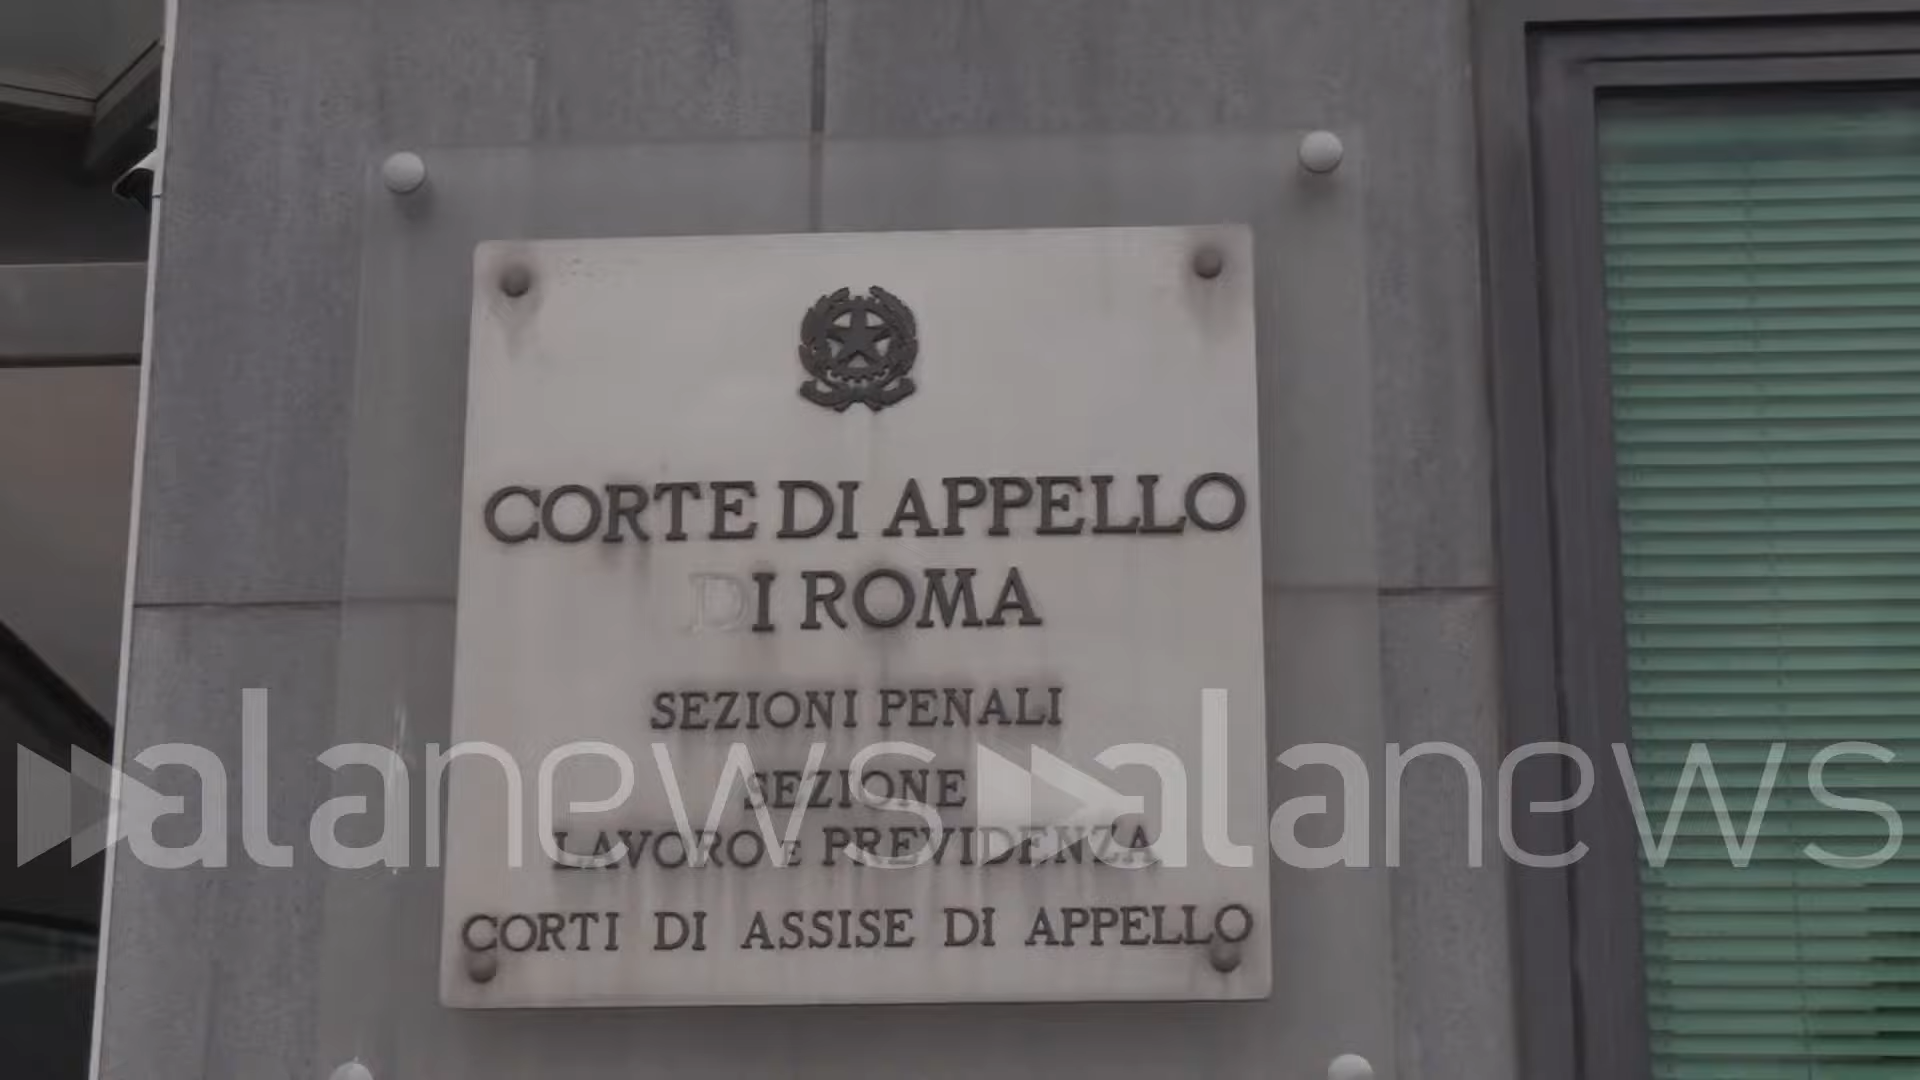 CORTE DI APPELLO
DI ROMA
SEZIONI PENALI
SEZIONE
LAVORO E PREVIDENZA
CORTI DI ASSISE DI APPELLO
alanews alanews